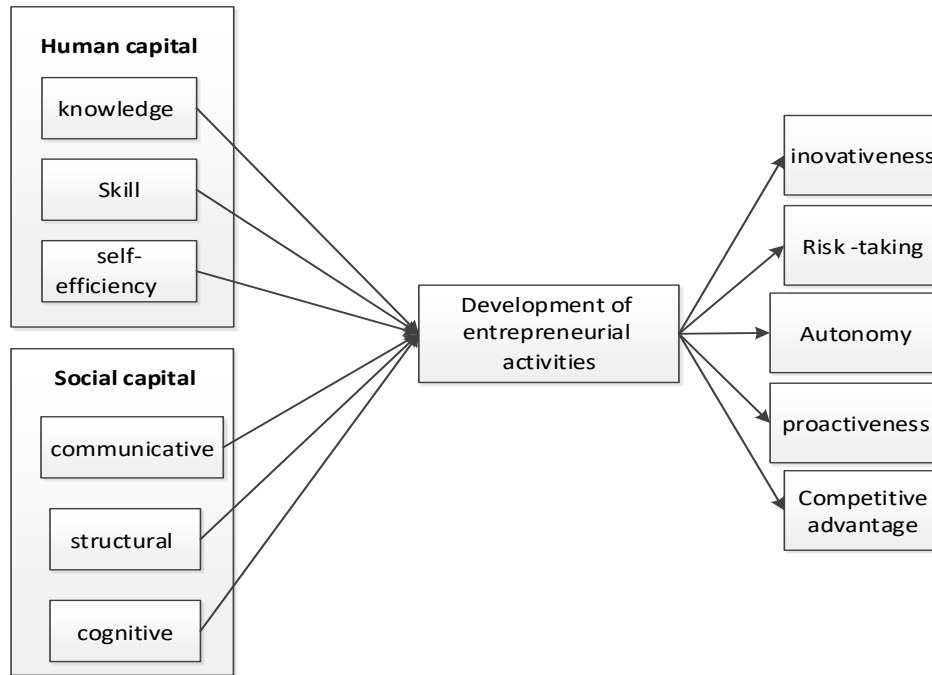 Human capital
knowledge
Skill
self-
efficiency
Social capital
communicative
structural
cognitive
Development of
entrepreneurial
activities
inovativeness
Risk -taking
Autonomy
proactiveness
Competitive
advantage